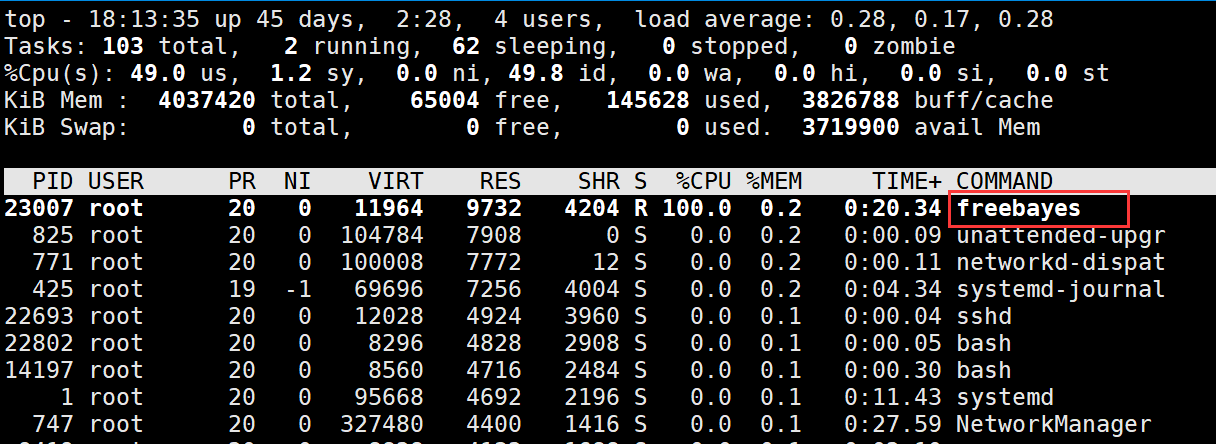 top - 18:13:35 up 45 days,  2:28,  4 users,  load average: 0.28, 0.17, 0.28
Tasks: 103 total,   2 running,  62 sleeping,   0 stopped,   0 zombie
%Cpu(s): 49.0 us,  1.2 sy,  0.0 ni, 49.8 id,  0.0 wa,  0.0 hi,  0.0 si,  0.0 st
KiB Mem :  4037420 total,    65004 free,   145628 used,  3826788 buff/cache
KiB Swap:        0 total,        0 free,        0 used.  3719900 avail Mem
PID USER      PR  NI    VIRT    RES    SHR S  %CPU %MEM     TIME+ COMMAND
23007 root      20   0   11964   9732   4204 R 100.0  0.2   0:20.34 freebayes
825 root      20   0  104784   7908      0 S   0.0  0.2   0:00.09 unattended-upgr
771 root      20   0  100008   7772     12 S   0.0  0.2   0:00.11 networkd-dispat
425 root      19  -1   69696   7256   4004 S   0.0  0.2   0:04.34 systemd-journal
22693 root      20   0   12028   4924   3960 S   0.0  0.1   0:00.04 sshd
22802 root      20   0    8296   4828   2908 S   0.0  0.1   0:00.05 bash
14197 root      20   0    8560   4716   2484 S   0.0  0.1   0:00.30 bash
1 root      20   0   95668   4692   2196 S   0.0  0.1   0:11.43 systemd
747 root      20   0  327480   4400   1416 S   0.0  0.1   0:27.59 NetworkManager